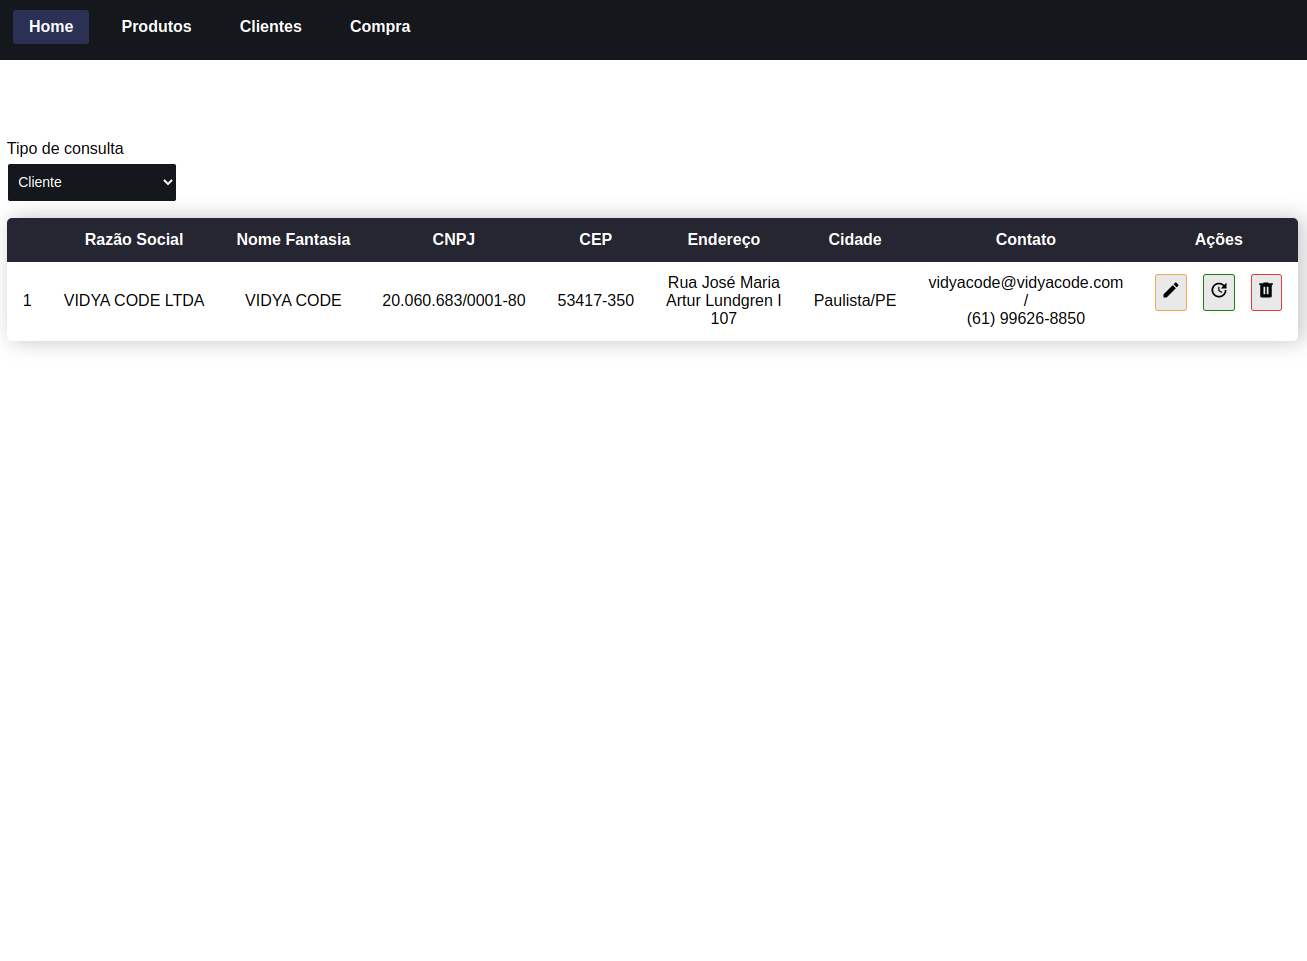 Home Produtos Clientes Compra
Tipo de consulta
Cliente
Razão Social Nome Fantasia CNPJ CEP Endereço Cidade Contato Ações
1 VIDYA CODE LTDA VIDYA CODE 20.060.683/0001-80 53417-350 Rua José Maria Artur Lundgren I 107 Paulista/PE vidyacode@vidyacode.com / (61) 99626-8850